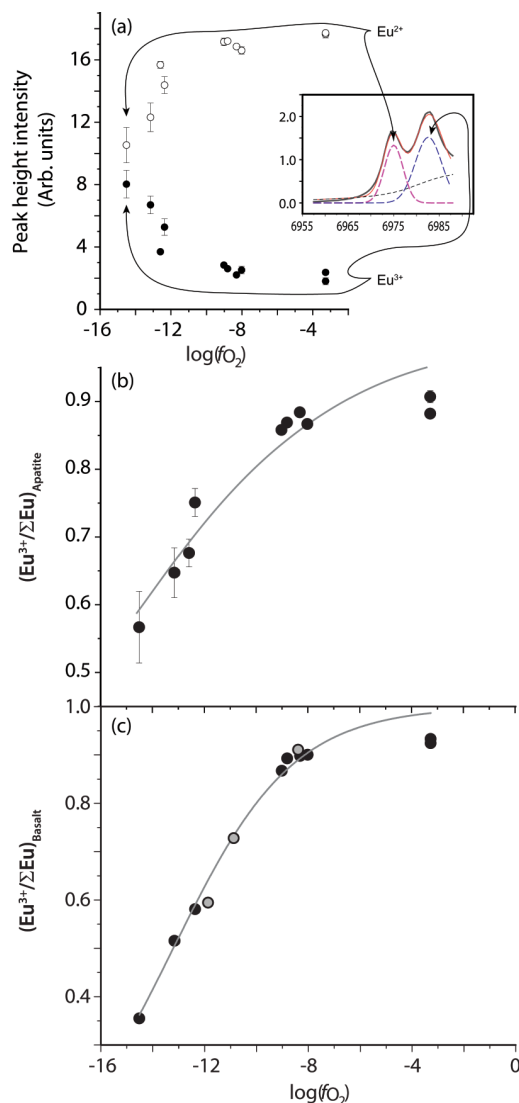 (a)
Eu2+
Peak height intensity
(Arb. units)
20
16
12
8
4
0
2.0
1.0
0.0
6955 6965 6975 6985
Eu3+
-16 -12 -8 -4
log(fO2)
(b)
(Eu3+/ΣEu)Apatite
0.9
0.8
0.7
0.6
0.5
1.0
(c)
(Eu3+/ΣEu)Basalt
0.8
0.6
0.4
-16 -12 -8 -4 0
log(fO2)